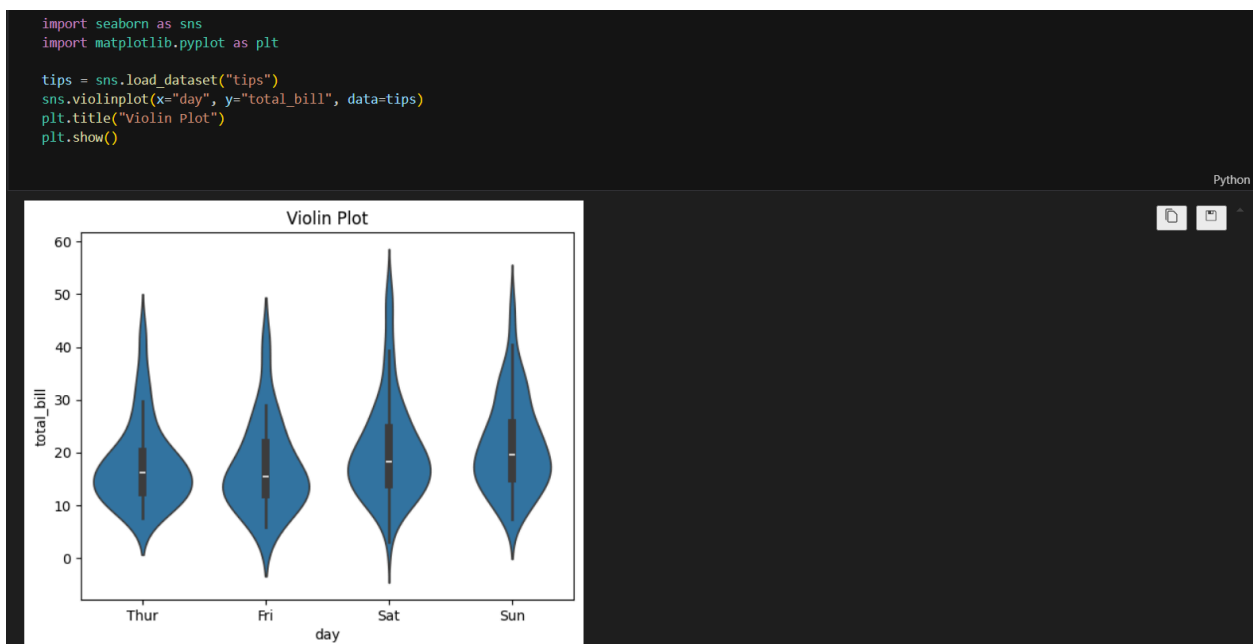 import seaborn as sns
import matplotlib.pyplot as plt
tips = sns.load_dataset("tips")
sns.violinplot(x="day", y="total_bill", data=tips)
plt.title("Violin Plot")
plt.show()
Python
Violin Plot
60
50
40
30
20
10
0
total_bill
Thur Fri Sat Sun
day